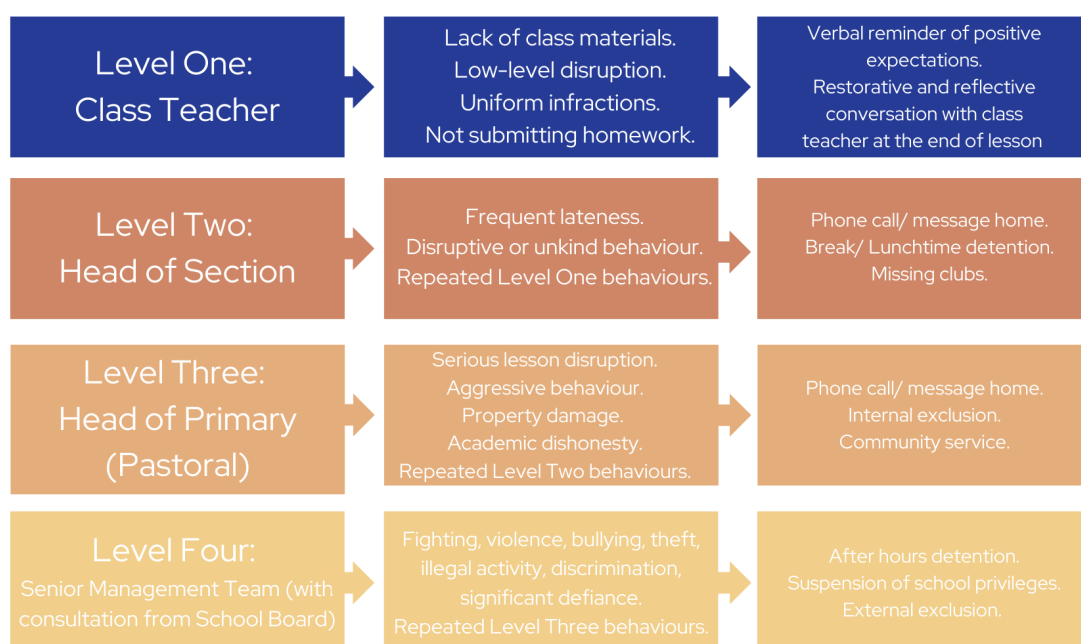 Level One:
Class Teacher
Lack of class materials.
Low-level disruption.
Uniform infractions.
Not submitting homework.
Verbal reminder of positive
expectations.
Restorative and reflective
conversation with class
teacher at the end of lesson
Level Two:
Head of Section
Frequent lateness.
Disruptive or unkind behaviour.
Repeated Level One behaviours.
Phone call/ message home.
Break/ Lunchtime detention.
Missing clubs.
Level Three:
Head of Primary
(Pastoral)
Serious lesson disruption.
Aggressive behaviour.
Property damage.
Academic dishonesty.
Repeated Level Two behaviours.
Phone call/ message home.
Internal exclusion.
Community service.
Level Four:
Senior Management Team (with
consultation from School Board)
Fighting, violence, bullying, theft,
illegal activity, discrimination,
significant defiance.
Repeated Level Three behaviours.
After hours detention.
Suspension of school privileges.
External exclusion.